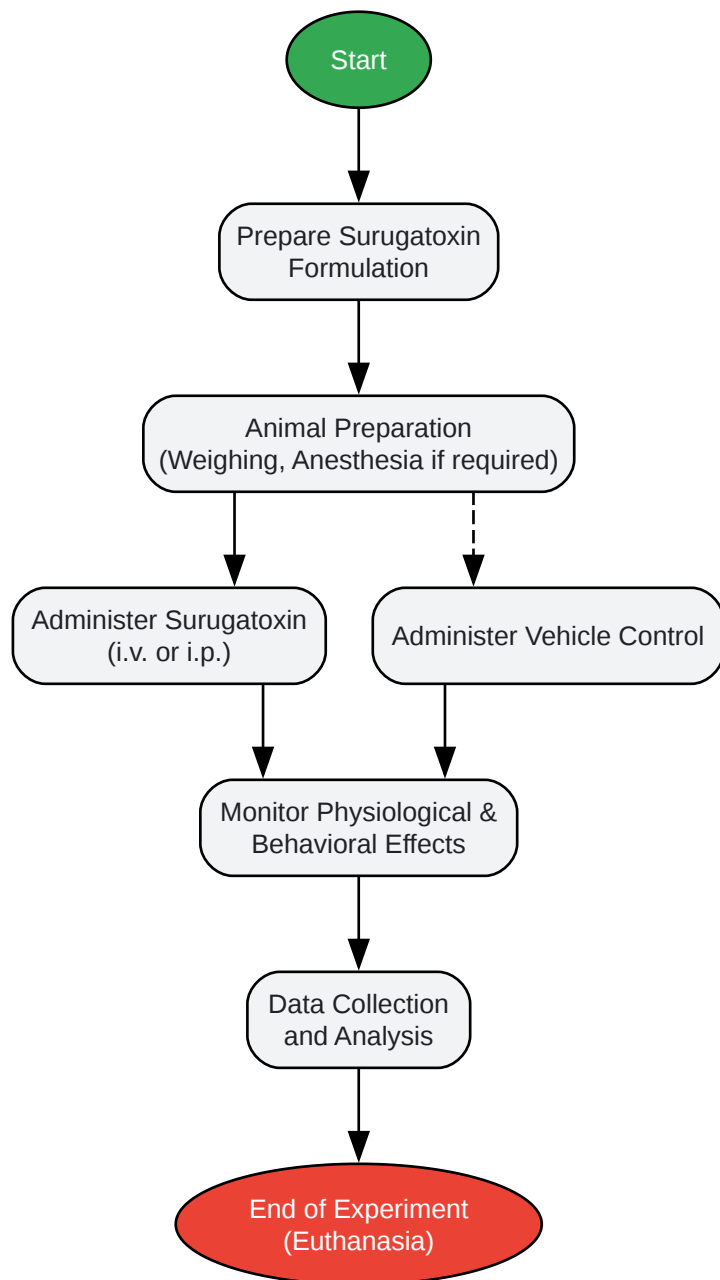 Start
Prepare Surugatoxin
Formulation
Animal Preparation
(Weighing, Anesthesia if required)
Administer Surugatoxin
(i.v. or i.p.)
Administer Vehicle Control
Monitor Physiological &
Behavioral Effects
Data Collection
and Analysis
End of Experiment
(Euthanasia)